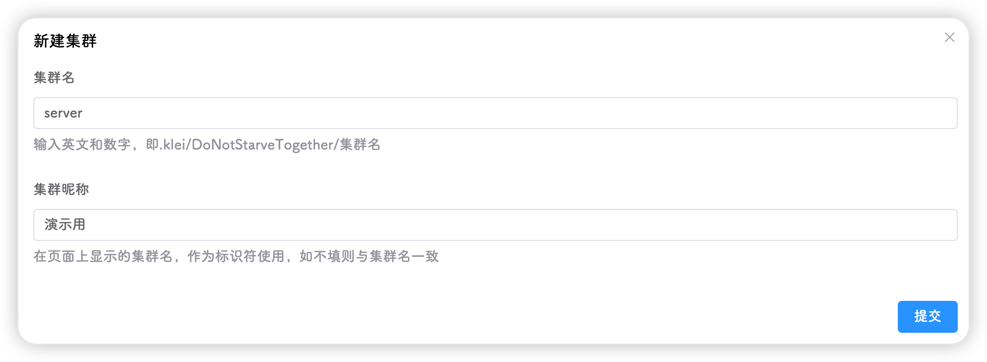 新建集群
集群名
server
输入英文和数字，即.klei/DoNotStarveTogether/集群名
集群昵称
演示用
在页面上显示的集群名，作为标识符使用，如不填则与集群名一致
提交